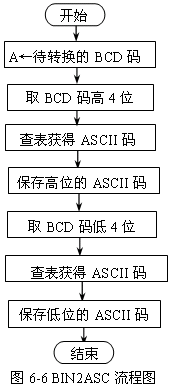 开始
A←待转换的 BCD 码
取 BCD 码高 4 位
查表获得 ASCII 码
保存高位的 ASCII 码
取 BCD 码低 4 位
查表获得 ASCII 码
保存低位的 ASCII 码
结束
图 6-6 BIN2ASC 流程图